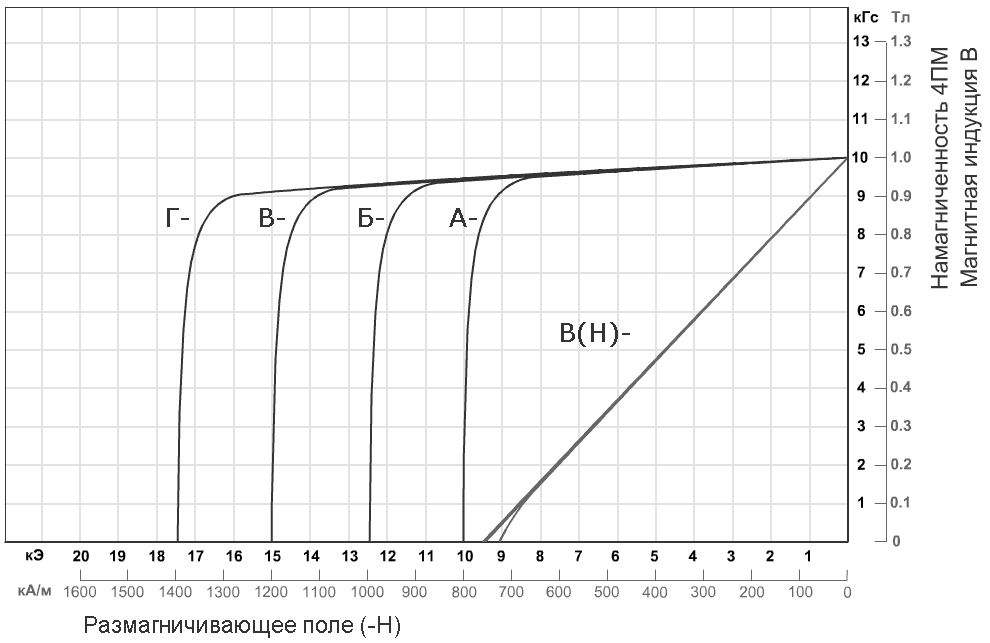 кГс Тл
13 1.3
12 1.2
11 1.1
10 1.0
9 0.9
8 0.8
7 0.7
6 0.6
5 0.5
4 0.4
3 0.3
2 0.2
1 0.1
0
Намагниченность 4ПМ
Магнитная индукция В
Г- В- Б- А-
В(Н)-
кЭ 20 19 18 17 16 15 14 13 12 11 10 9 8 7 6 5 4 3 2 1
кА/м 1600 1500 1400 1300 1200 1100 1000 900 800 700 600 500 400 300 200 100 0
Размагничивающее поле (-Н)